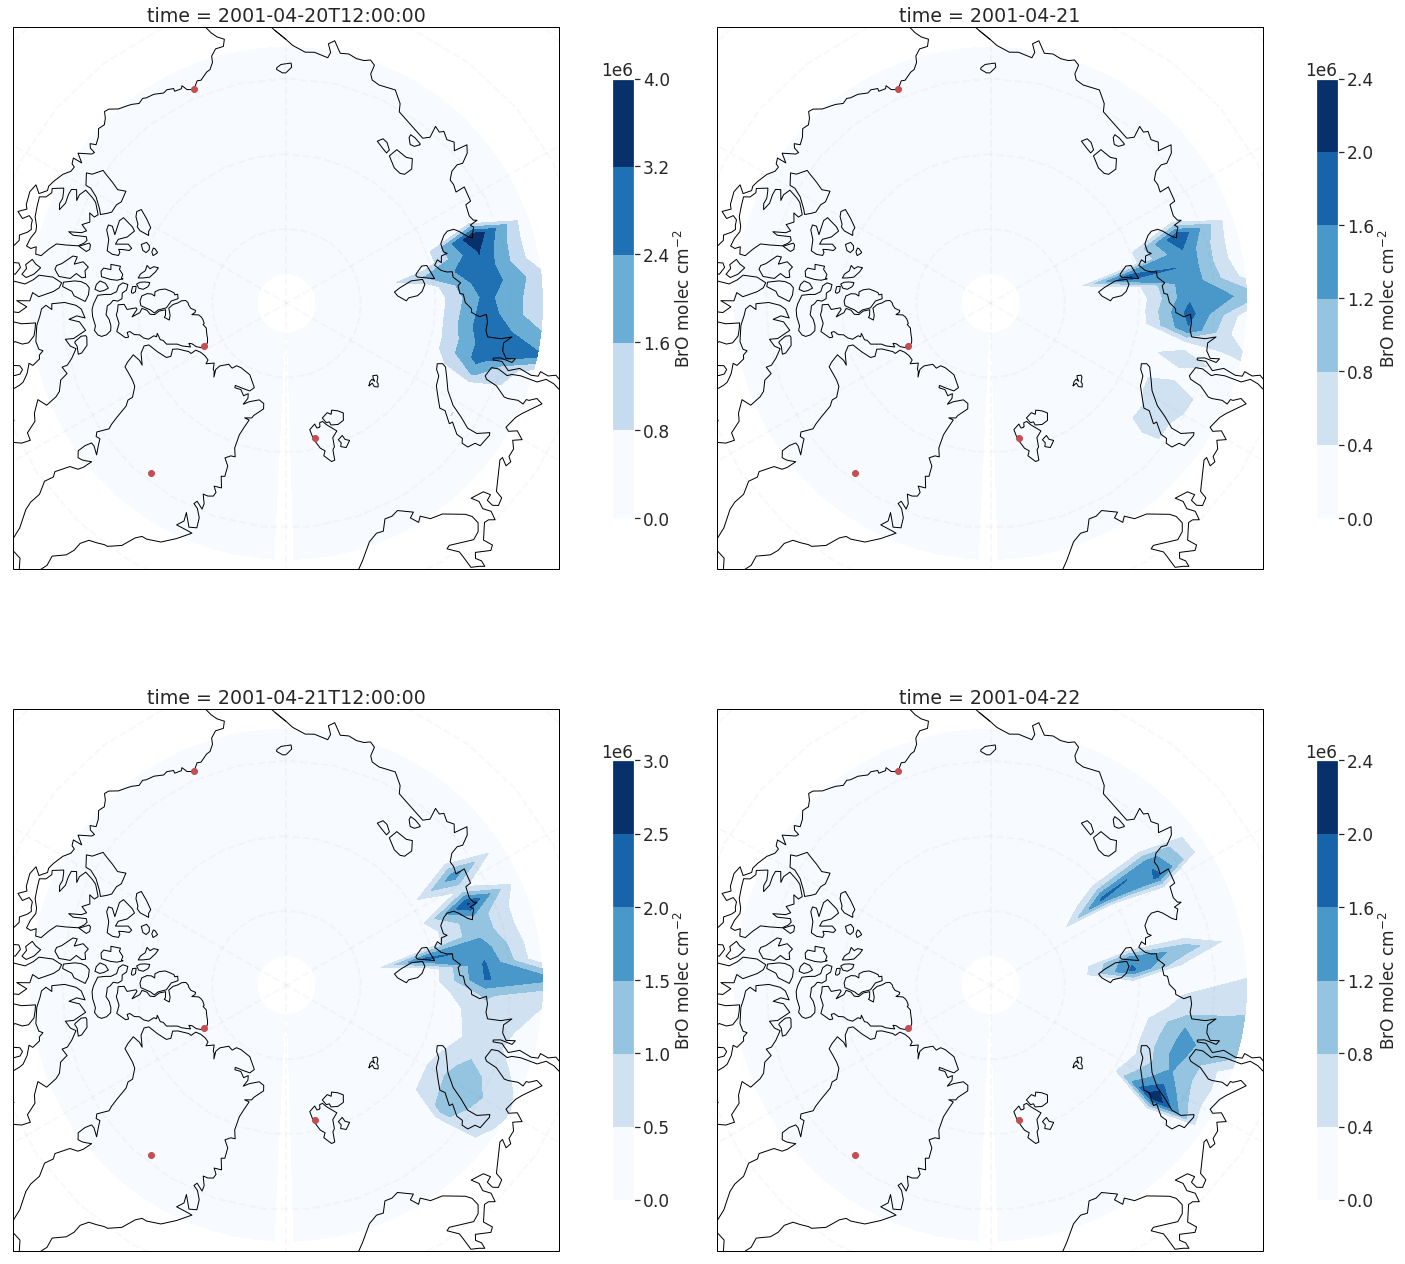 time = 2001-04-20T12:00:00
1e6
4.0
3.2
2.4
1.6
0.8
0.0
BrO molec cm⁻²
time = 2001-04-21
1e6
2.4
2.0
1.6
1.2
0.8
0.4
0.0
BrO molec cm⁻²
time = 2001-04-21T12:00:00
1e6
3.0
2.5
2.0
1.5
1.0
0.5
0.0
BrO molec cm⁻²
time = 2001-04-22
1e6
2.4
2.0
1.6
1.2
0.8
0.4
0.0
BrO molec cm⁻²